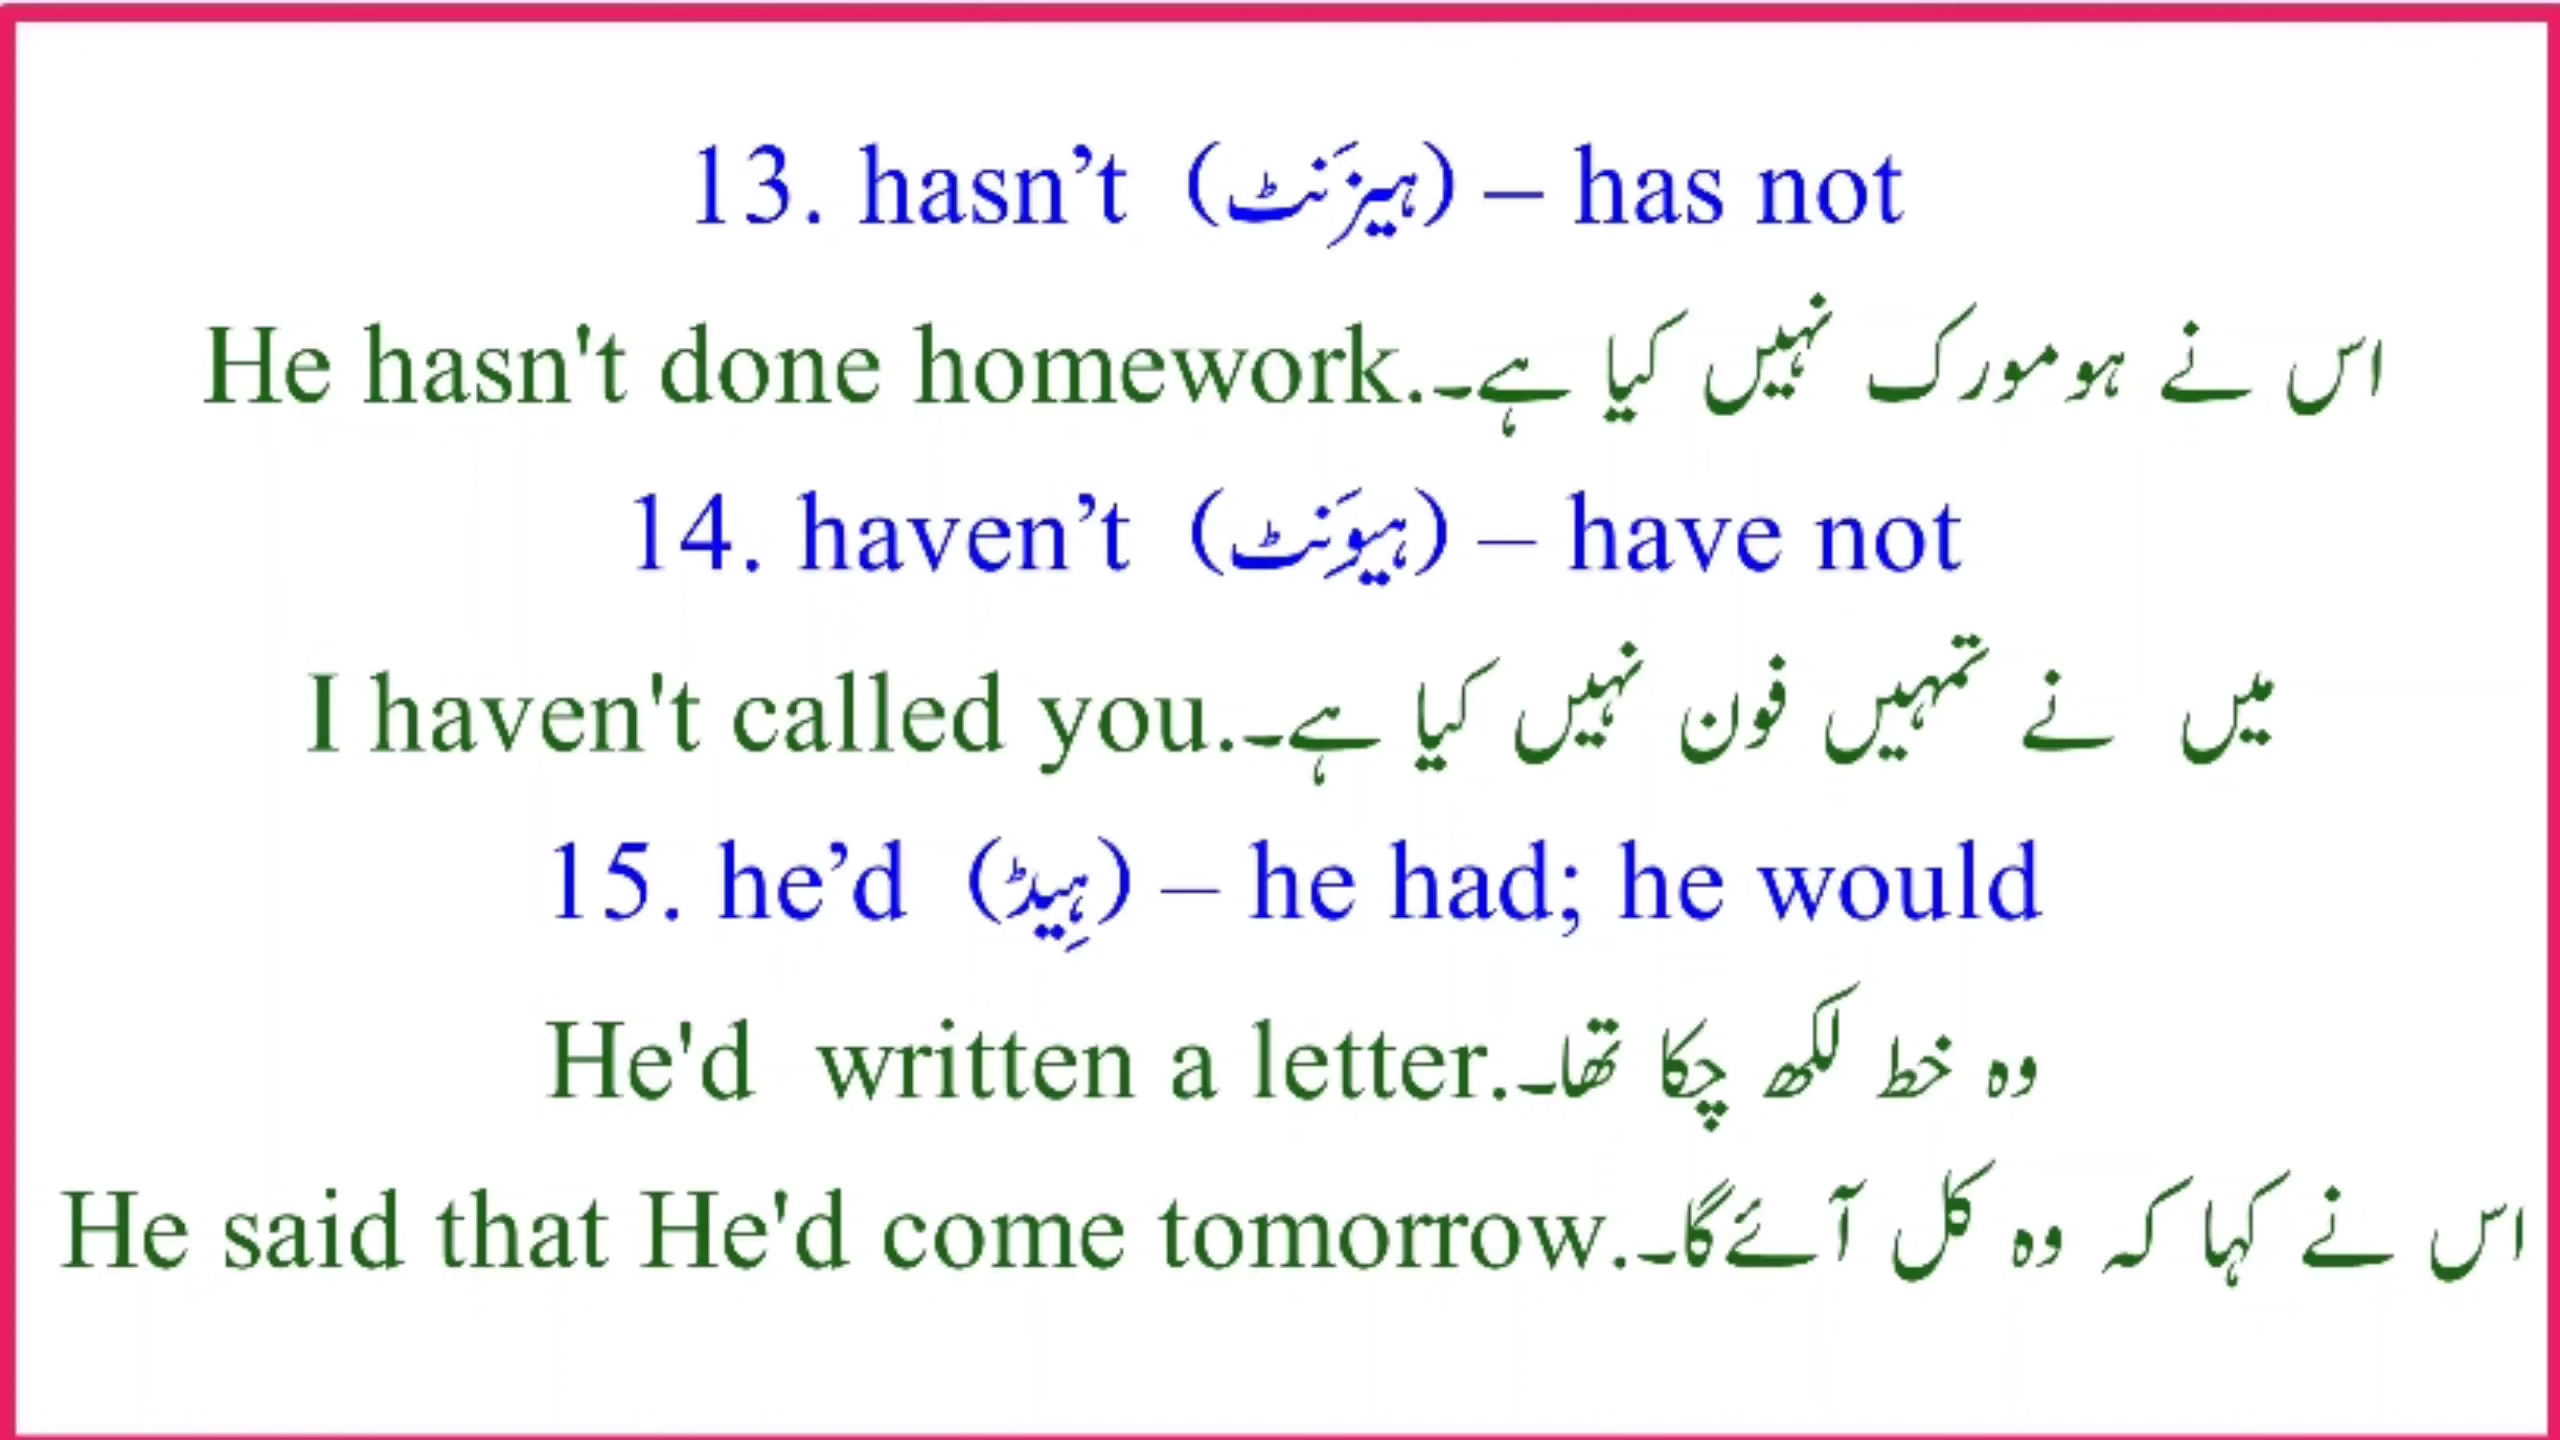 13. hasn’t (ہیزَنٹ) – has not
He hasn't done homework.اس نے ہومورک نہیں کیا ہے۔
14. haven’t (ہیوَنٹ) – have not
I haven't called you.میں نے تمہیں فون نہیں کیا ہے۔
15. he’d (ہِیڈ) – he had; he would
He'd written a letter.وہ خط لکھ چکا تھا۔
He said that He'd come tomorrow.اس نے کہا کہ وہ کل آئےگا۔